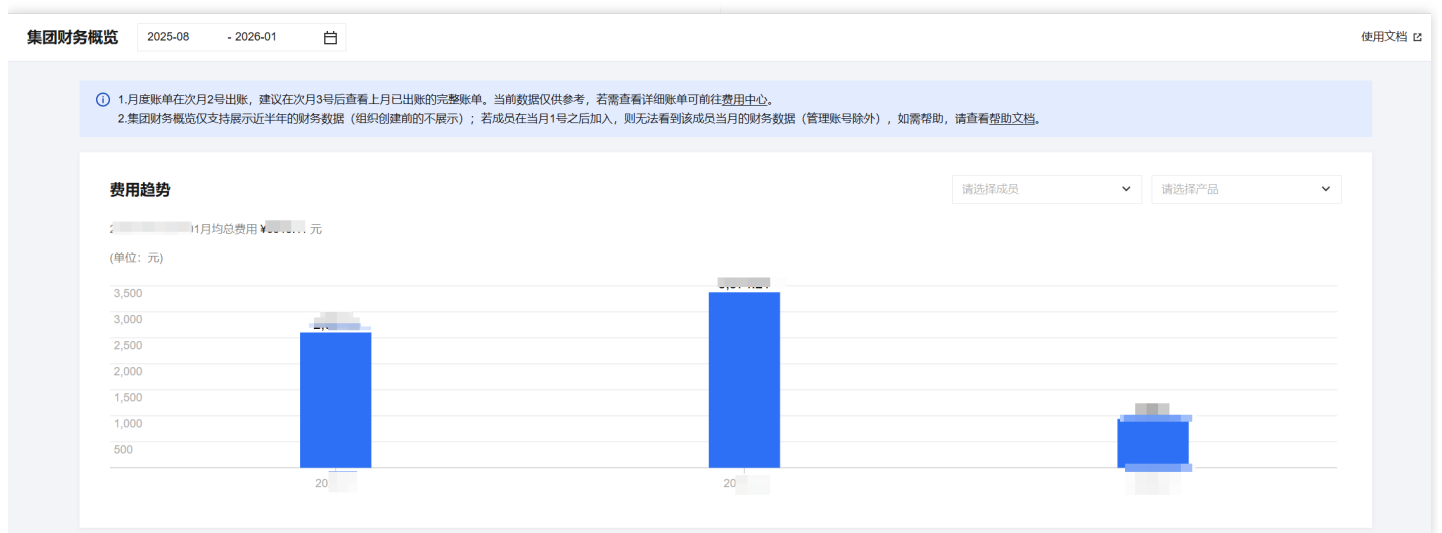 集团财务概览
2025-08 - 2026-01
使用文档
1.月度账单在次月2号出账，建议在次月3号后查看上月已出账的完整账单。当前数据仅供参考，若需查看详细账单可前往费用中心。
2.集团财务概览仅支持展示近半年的财务数据（组织创建前的不展示）；若成员在当月1号之后加入，则无法看到该成员当月的财务数据（管理账号除外），如需帮助，请查看帮助文档。
费用趋势
请选择成员
请选择产品
1月均总费用 ¥ 元
(单位：元)
3,500
3,000
2,500
2,000
1,500
1,000
500
20
20